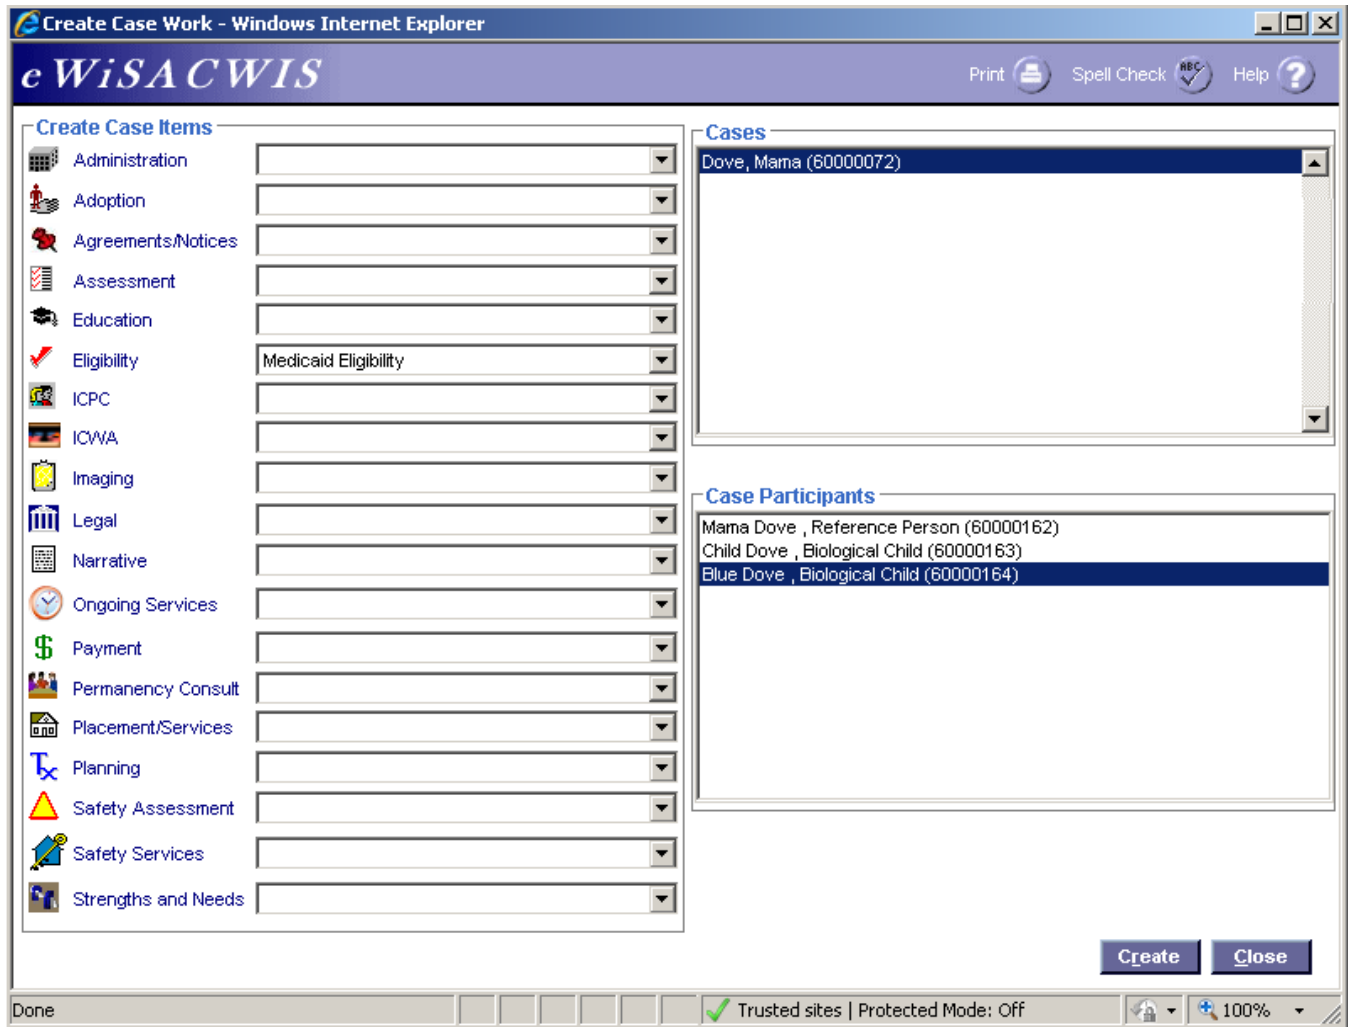 Create Case Work - Windows Internet Explorer
eWiSACWIS
Print
Spell Check
ABC
Help
?
Create Case Items
Administration
Adoption
Agreements/Notices
Assessment
Education
Eligibility
Medicaid Eligibility
ICPC
ICWA
Imaging
Legal
Narrative
Ongoing Services
$ Payment
Permanency Consult
Placement/Services
Tx Planning
Safety Assessment
Safety Services
Strengths and Needs
Cases
Dove, Mama (60000072)
Case Participants
Mama Dove , Reference Person (60000162)
Child Dove , Biological Child (60000163)
Blue Dove , Biological Child (60000164)
Create
Close
Done
Trusted sites | Protected Mode: Off
100%